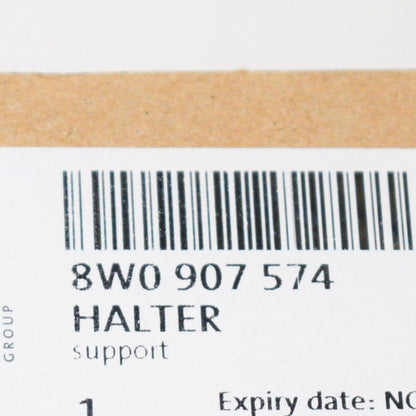 8W0 907 574
HALTER
support
GROUP
1
Expiry date: NO